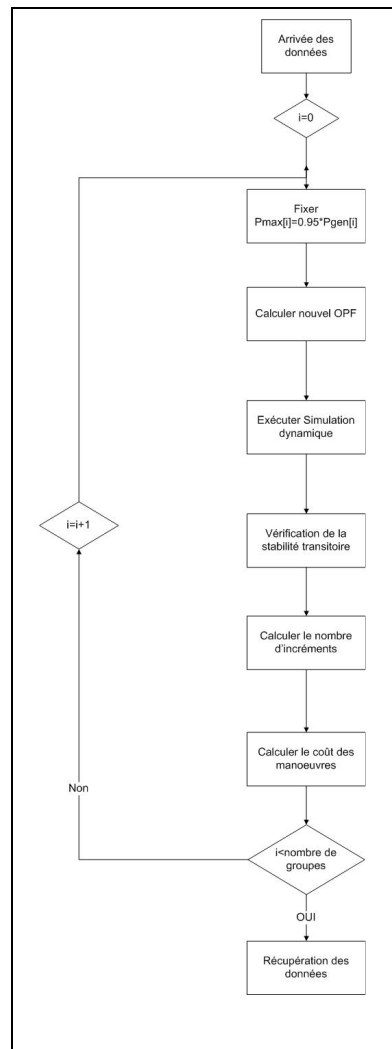 Arrivée des
données
i=0
Fixer
Pmax[i]=0.95*Pgen[i]
Calculer nouvel OPF
Exécuter Simulation
dynamique
i=i+1
Vérification de la
stabilité transitoire
Calculer le nombre
d'incréments
Calculer le coût des
manoeuvres
Non
i<nombre de
groupes
OUI
Récupération des
données